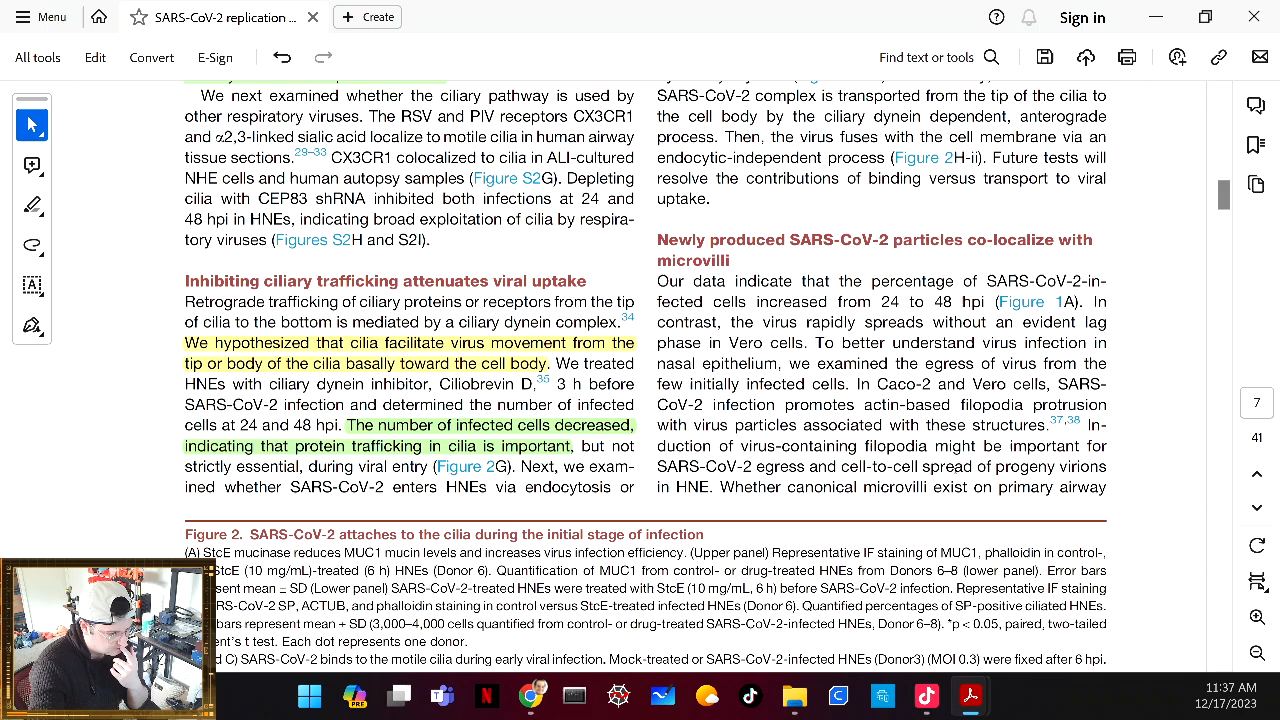 Menu
SARS-CoV-2 replication ...
Create
Sign in
All tools
Edit
Convert
E-Sign
Find text or tools
We next examined whether the ciliary pathway is used by
other respiratory viruses. The RSV and PIV receptors CX3CR1
and α2,3-linked sialic acid localize to motile cilia in human airway
tissue sections.29–33 CX3CR1 colocalized to cilia in ALI-cultured
NHE cells and human autopsy samples (Figure S2G). Depleting
cilia with CEP83 shRNA inhibited both infections at 24 and
48 hpi in HNEs, indicating broad exploitation of cilia by respira-
tory viruses (Figures S2H and S2I).
Inhibiting ciliary trafficking attenuates viral uptake
Retrograde trafficking of ciliary proteins or receptors from the tip
of cilia to the bottom is mediated by a ciliary dynein complex.34
We hypothesized that cilia facilitate virus movement from the
tip or body of the cilia basally toward the cell body. We treated
HNEs with ciliary dynein inhibitor, Ciliobrevin D,35 3 h before
SARS-CoV-2 infection and determined the number of infected
cells at 24 and 48 hpi. The number of infected cells decreased,
indicating that protein trafficking in cilia is important, but not
strictly essential, during viral entry (Figure 2G). Next, we exam-
ined whether SARS-CoV-2 enters HNEs via endocytosis or
SARS-CoV-2 complex is transported from the tip of the cilia to
the cell body by the ciliary dynein dependent, anterograde
process. Then, the virus fuses with the cell membrane via an
endocytic-independent process (Figure 2H-ii). Future tests will
resolve the contributions of binding versus transport to viral
uptake.
Newly produced SARS-CoV-2 particles co-localize with
microvilli
Our data indicate that the percentage of SARS-CoV-2-in-
fected cells increased from 24 to 48 hpi (Figure 1A). In
contrast, the virus rapidly spreads without an evident lag
phase in Vero cells. To better understand virus infection in
nasal epithelium, we examined the egress of virus from the
few initially infected cells. In Caco-2 and Vero cells, SARS-
CoV-2 infection promotes actin-based filopodia protrusion
with virus particles associated with these structures.37,38 In-
duction of virus-containing filopodia might be important for
SARS-CoV-2 egress and cell-to-cell spread of progeny virions
in HNE. Whether canonical microvilli exist on primary airway
Figure 2. SARS-CoV-2 attaches to the cilia during the initial stage of infection
(A) StcE mucinase reduces MUC1 mucin levels and increases virus infection efficiency. (Upper panel) Representative IF staining of MUC1, phalloidin in control-,
StcE (10 mg/mL)-treated (6 h) HNEs (Donor 6). Quantification of MUC1 from control- or drug-treated HNEs from Donors 6–8 (lower panel). Error bars
sent mean ± SD (Lower panel) SARS-CoV-2-treated HNEs were treated with StcE (10 mg/mL, 6 h) before SARS-CoV-2 infection. Representative IF staining
RS-CoV-2 SP, ACTUB, and phalloidin staining in control versus StcE-treated infected HNEs (Donor 6). Quantified percentages of SP-positive ciliated HNEs.
bars represent mean ± SD (3,000–4,000 cells quantified from control- or drug-treated SARS-CoV-2-infected HNEs, Donor 6–8). *p < 0.05, paired, two-tailed
ent's t test. Each dot represents one donor.
d C) SARS-CoV-2 binds to the motile cilia during early viral infection. Mock-treated or SARS-CoV-2-infected HNEs (Donor3) (MOI 0.3) were fixed after 6 hpi.
7
41
PRE
11:37 AM
12/17/2023